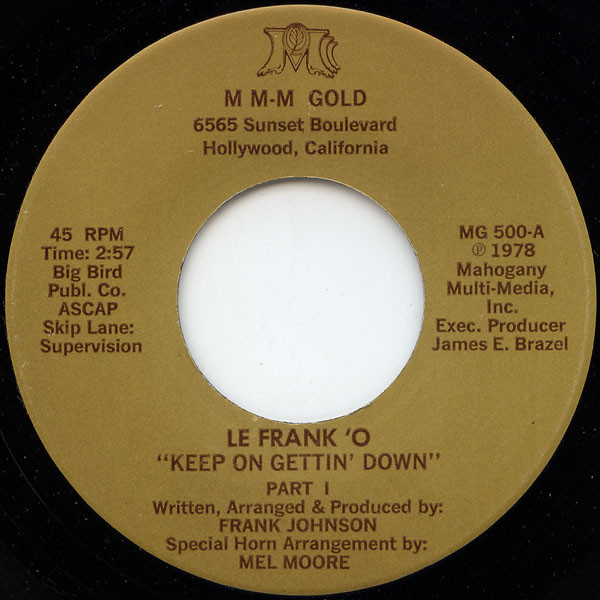 M M-M GOLD
6565 Sunset Boulevard
Hollywood, California
45 RPM
Time: 2:57
Big Bird
Publ. Co.
ASCAP
Skip Lane:
Supervision
MG 500-A
℗ 1978
Mahogany
Multi-Media,
Inc.
Exec. Producer
James E. Brazel
LE FRANK 'O
"KEEP ON GETTIN' DOWN"
PART I
Written, Arranged & Produced by:
FRANK JOHNSON
Special Horn Arrangement by:
MEL MOORE